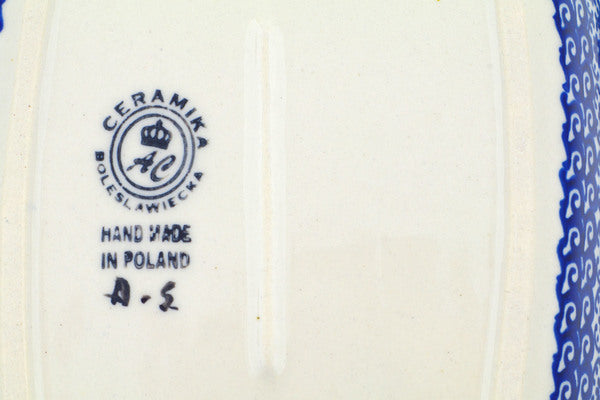 CERAMIKA
AC
BOLESLAWIECKA
HAND MADE
IN POLAND
A.S